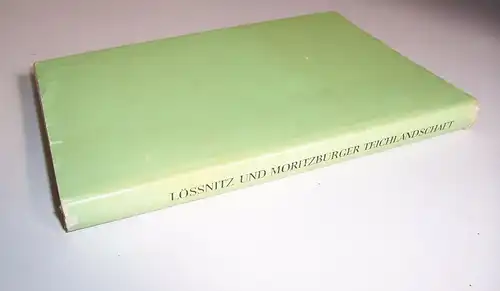 LÖSSNITZ UND MORITZBURGER TEICHLANDSCHAFT